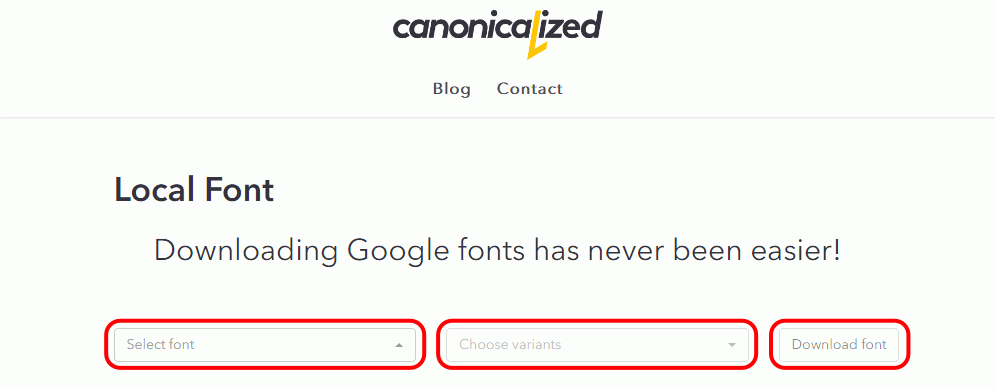 canonicalized
Blog Contact
Local Font
Downloading Google fonts has never been easier!
Select font Choose variants Download font